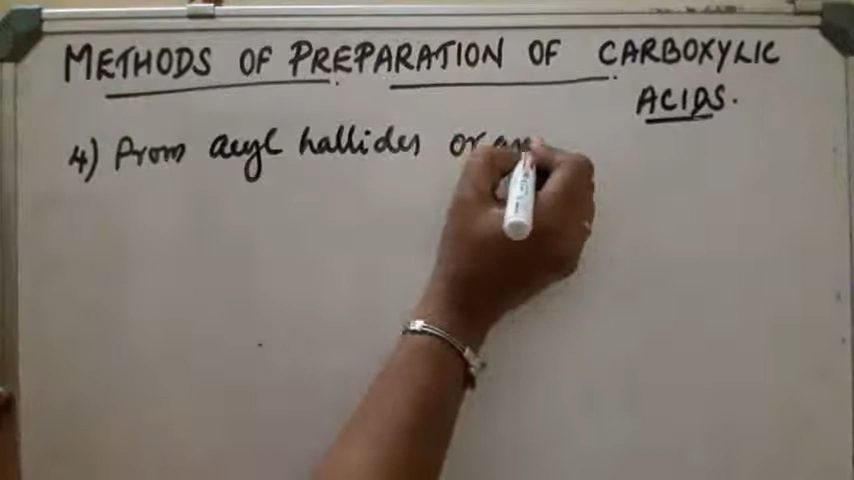 METHODS OF PREPARATION OF CARBOXYLIC
ACIDS.
4) From acyl hallides or